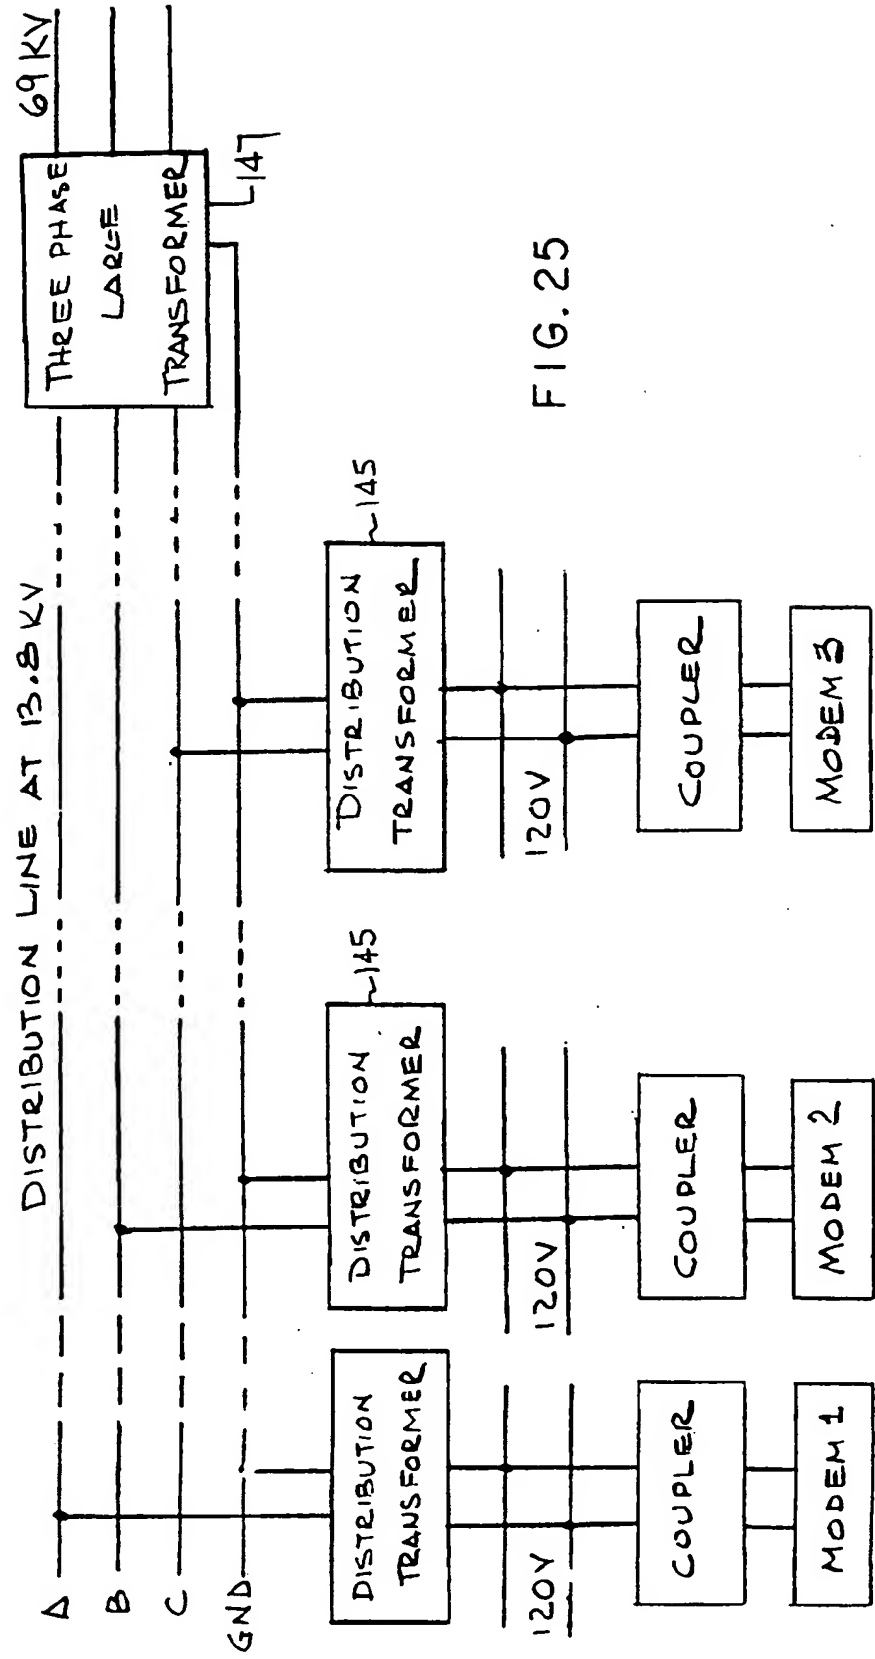 DISTRIBUTION LINE AT 13.8 KV
69 KV
THREE PHASE
LARGE
TRANSFORMER
147
A
B
C
GND
DISTRIBUTION
TRANSFORMER
DISTRIBUTION
TRANSFORMER
145
DISTRIBUTION
TRANSFORMER
145
120V
120V
120V
COUPLER
COUPLER
COUPLER
MODEM 1
MODEM 2
MODEM 3
FIG. 25